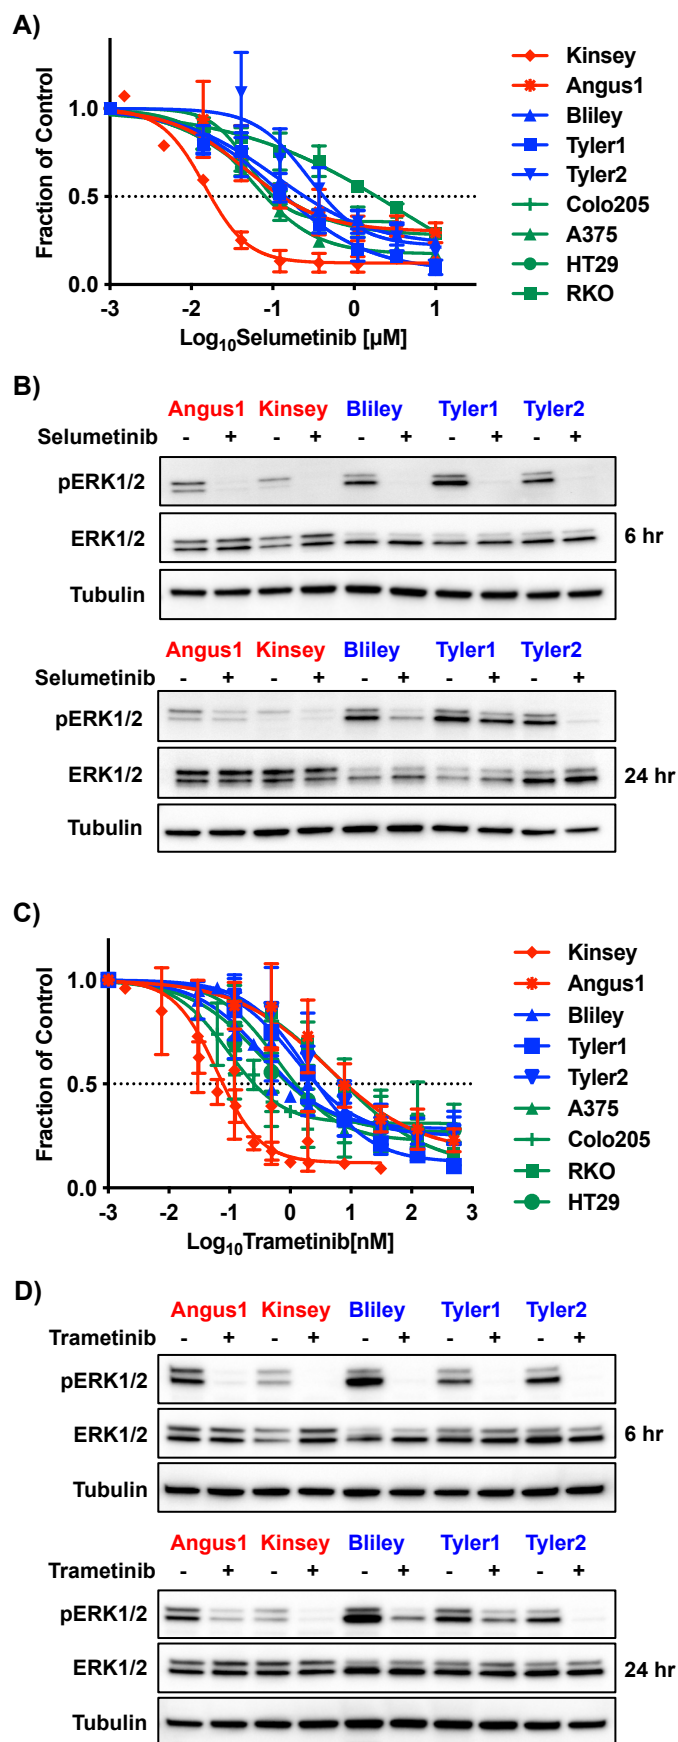 A)
Fraction of Control
1.0
0.5
0.0
-3 -2 -1 0 1
Log10Selumetinib [µM]
Kinsey
Angus1
Bliley
Tyler1
Tyler2
Colo205
A375
HT29
RKO
B)
Angus1 Kinsey Bliley Tyler1 Tyler2
Selumetinib - + - + - + - + - +
pERK1/2
ERK1/2 6 hr
Tubulin
Angus1 Kinsey Bliley Tyler1 Tyler2
Selumetinib - + - + - + - + - +
pERK1/2
ERK1/2 24 hr
Tubulin
C)
Fraction of Control
1.0
0.5
0.0
-3 -2 -1 0 1 2 3
Log10Trametinib[nM]
Kinsey
Angus1
Bliley
Tyler1
Tyler2
A375
Colo205
RKO
HT29
D)
Angus1 Kinsey Bliley Tyler1 Tyler2
Trametinib - + - + - + - + - +
pERK1/2
ERK1/2 6 hr
Tubulin
Angus1 Kinsey Bliley Tyler1 Tyler2
Trametinib - + - + - + - + - +
pERK1/2
ERK1/2 24 hr
Tubulin